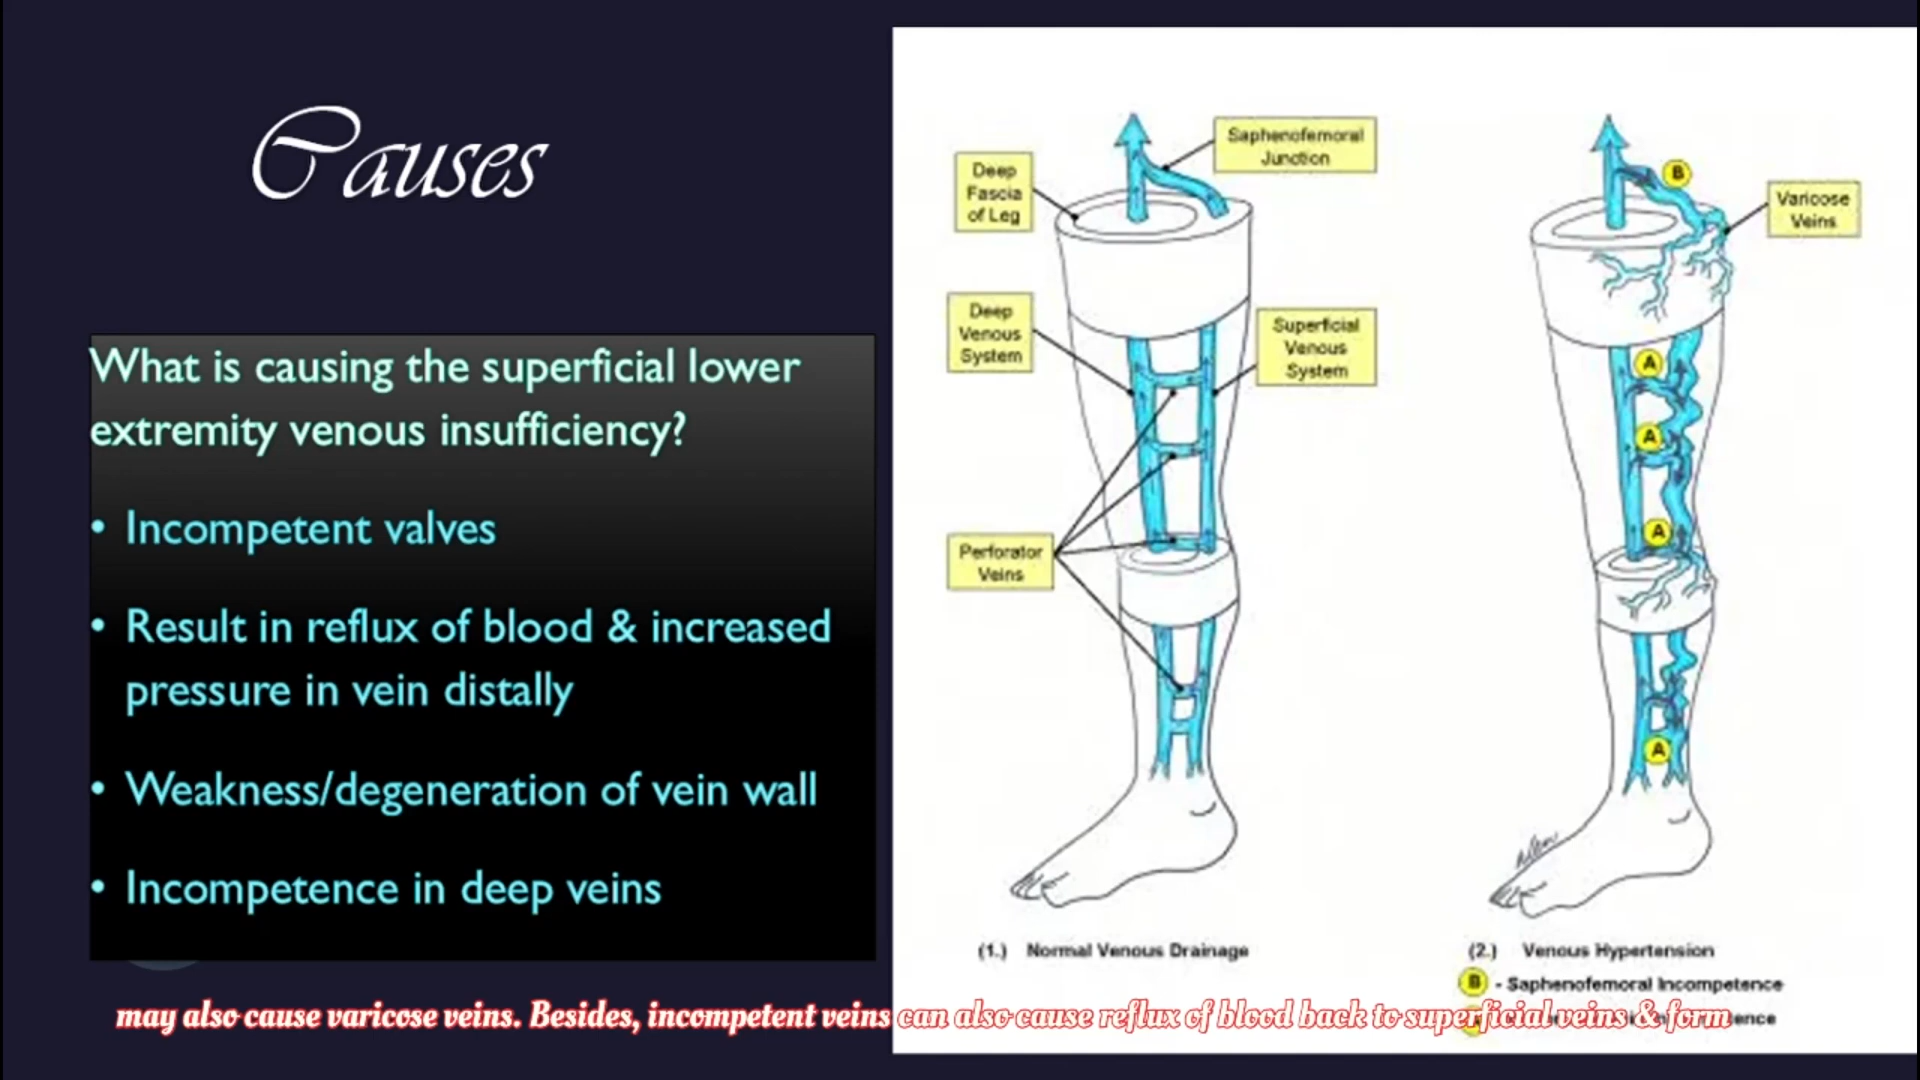 Causes
What is causing the superficial lower
extremity venous insufficiency?
• Incompetent valves
• Result in reflux of blood & increased
pressure in vein distally
• Weakness/degeneration of vein wall
• Incompetence in deep veins
Saphenofemoral
Junction
Deep
Fascia
of Leg
Deep
Venous
System
Superficial
Venous
System
Perforator
Veins
(1.) Normal Venous Drainage
B
Varicose
Veins
A
A
A
A
(2.) Venous Hypertension
B - Saphenofemoral Incompetence
may also cause varicose veins. Besides, incompetent veins can also cause reflux of blood back to superficial veins & form